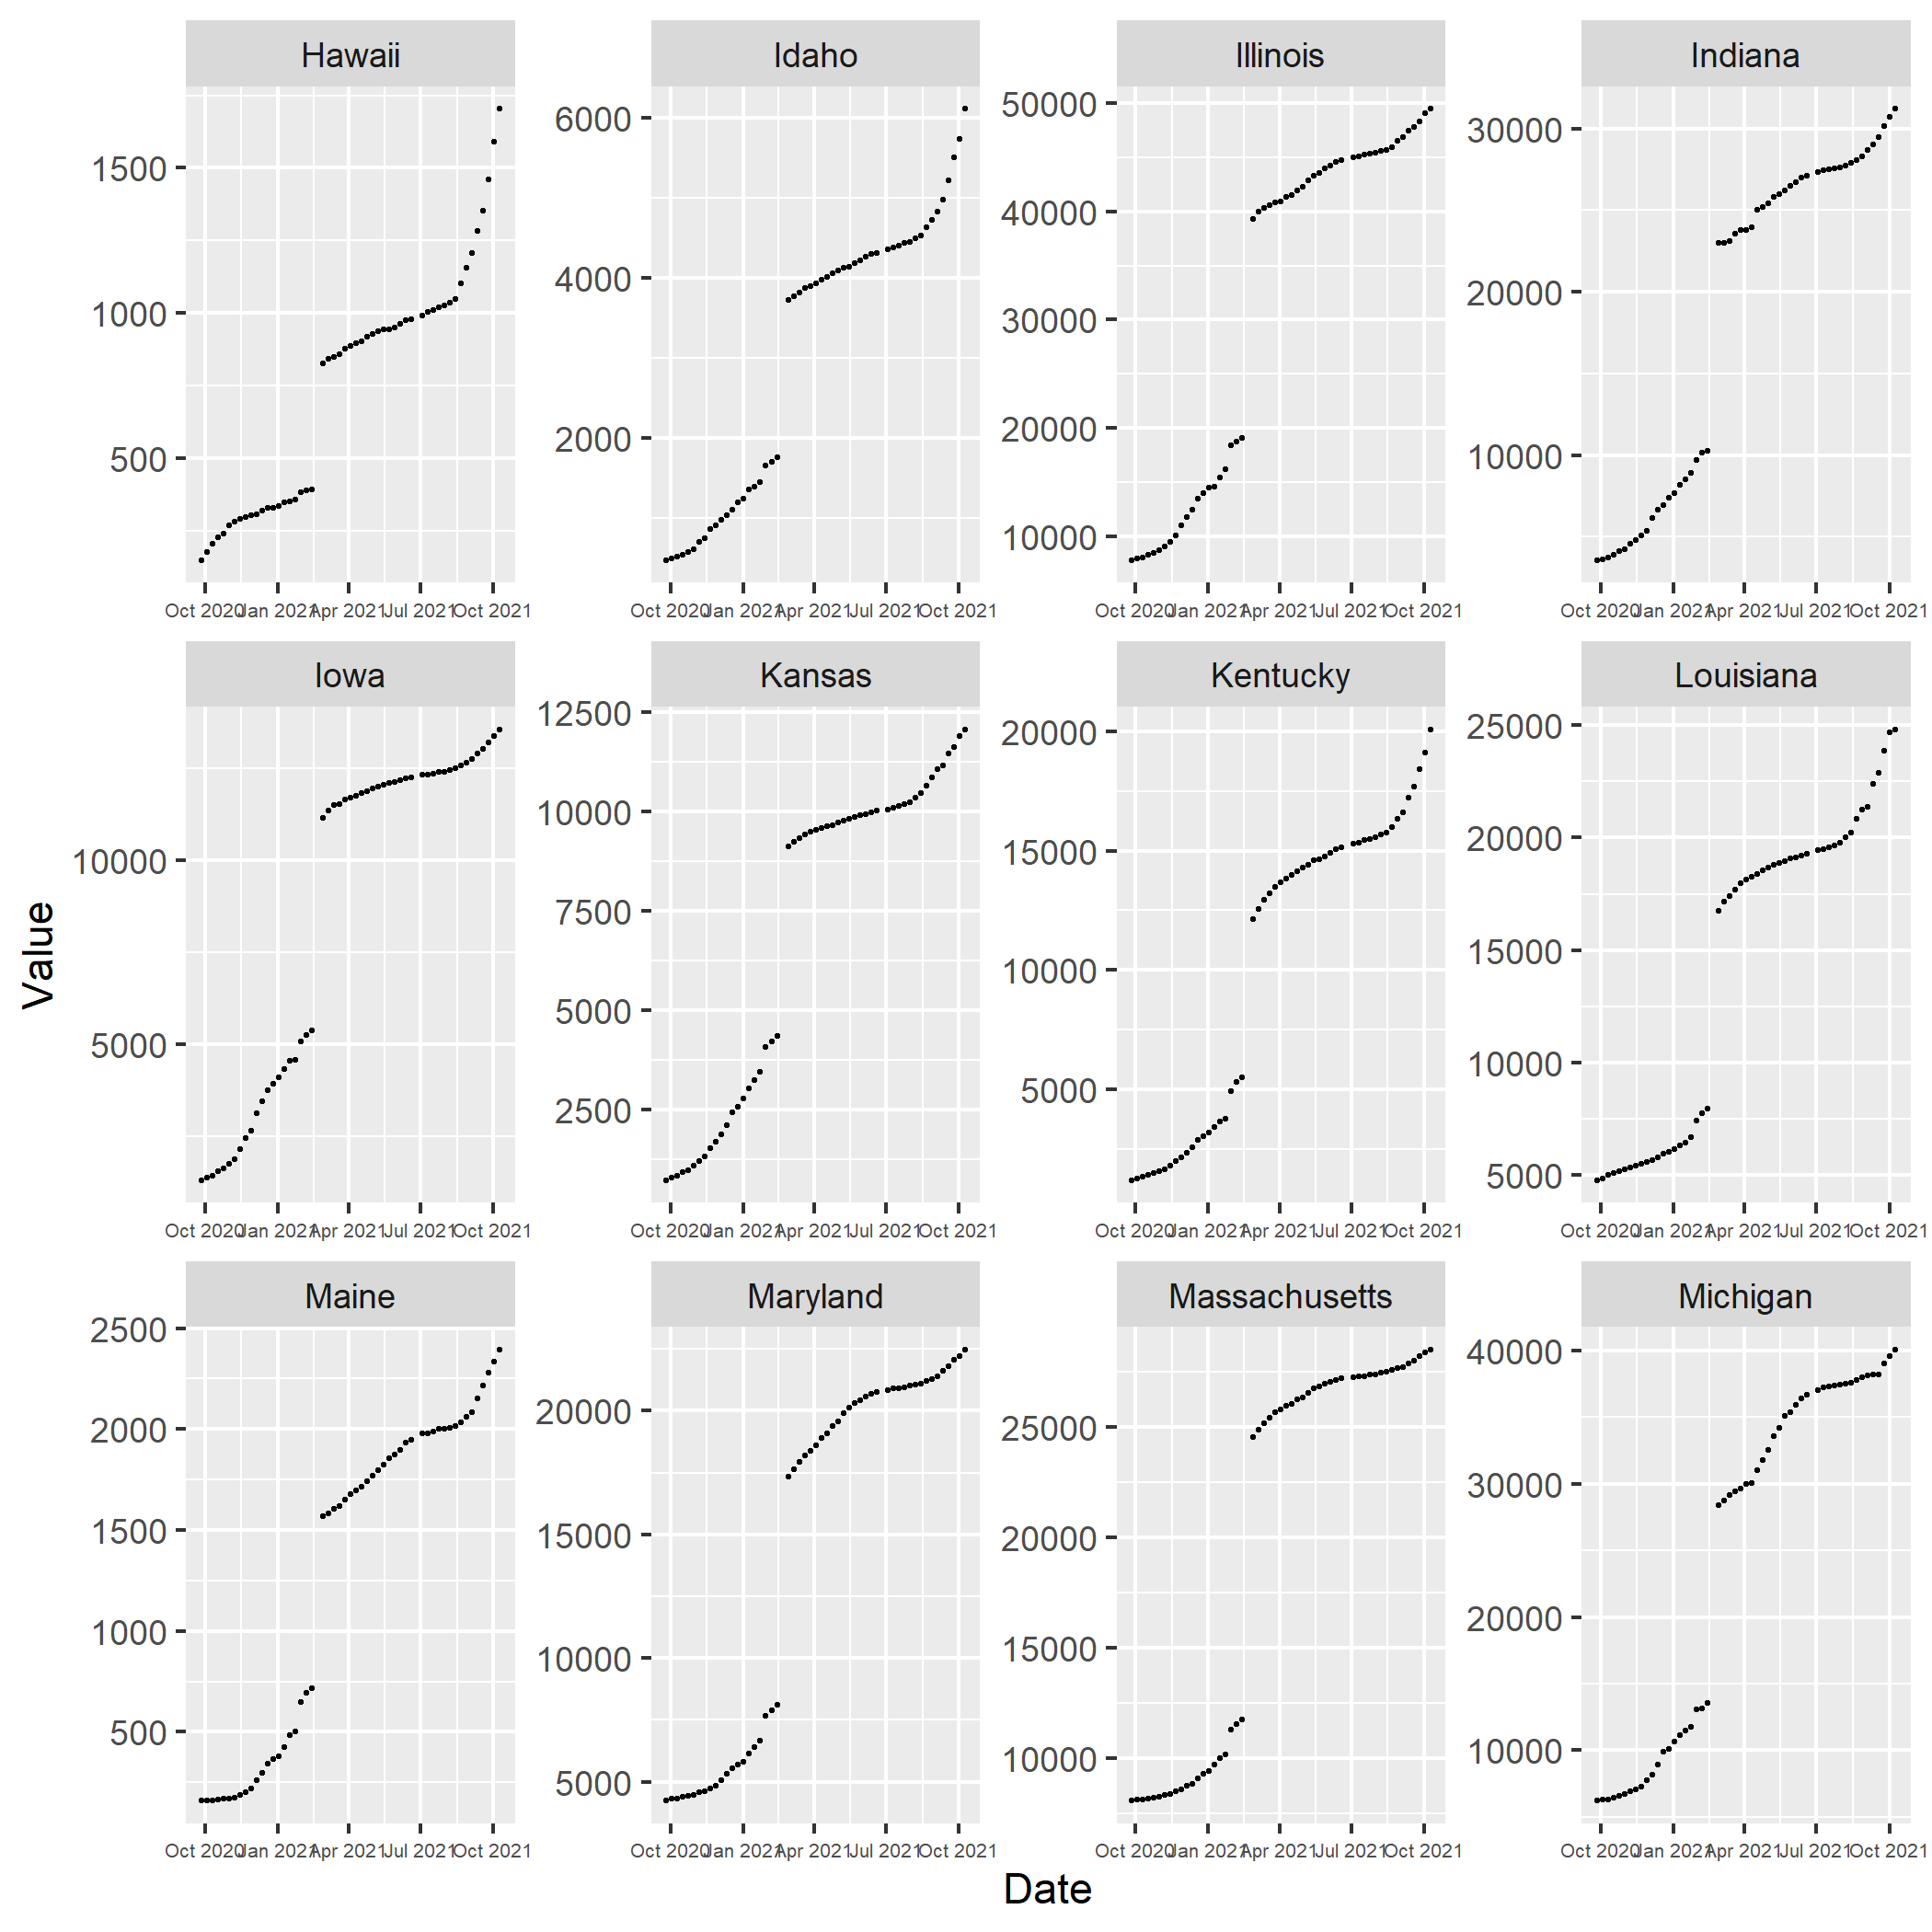 Hawaii Idaho Illinois Indiana
1500
1000
500
6000
4000
2000
50000
40000
30000
20000
10000
30000
20000
10000
Oct 2020 Jan 2021 Apr 2021 Jul 2021 Oct 2021
Oct 2020 Jan 2021 Apr 2021 Jul 2021 Oct 2021
Oct 2020 Jan 2021 Apr 2021 Jul 2021 Oct 2021
Oct 2020 Jan 2021 Apr 2021 Jul 2021 Oct 2021
Iowa Kansas Kentucky Louisiana
10000
5000
12500
10000
7500
5000
2500
20000
15000
10000
5000
25000
20000
15000
10000
5000
Oct 2020 Jan 2021 Apr 2021 Jul 2021 Oct 2021
Oct 2020 Jan 2021 Apr 2021 Jul 2021 Oct 2021
Oct 2020 Jan 2021 Apr 2021 Jul 2021 Oct 2021
Oct 2020 Jan 2021 Apr 2021 Jul 2021 Oct 2021
Maine Maryland Massachusetts Michigan
2500
2000
1500
1000
500
20000
15000
10000
5000
25000
20000
15000
10000
40000
30000
20000
10000
Oct 2020 Jan 2021 Apr 2021 Jul 2021 Oct 2021
Oct 2020 Jan 2021 Apr 2021 Jul 2021 Oct 2021
Oct 2020 Jan 2021 Apr 2021 Jul 2021 Oct 2021
Oct 2020 Jan 2021 Apr 2021 Jul 2021 Oct 2021
Value
Date